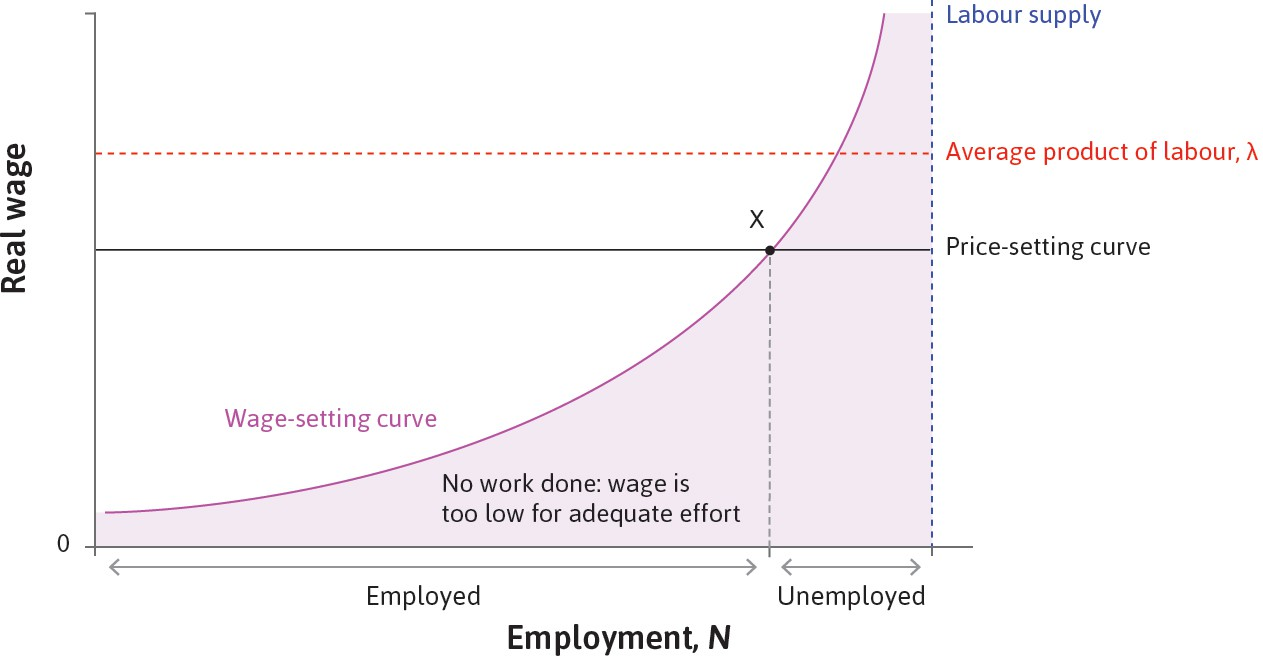 Labour supply
Average product of labour, λ
X
Price-setting curve
Real wage
Wage-setting curve
No work done: wage is
too low for adequate effort
0
Employed
Unemployed
Employment, N